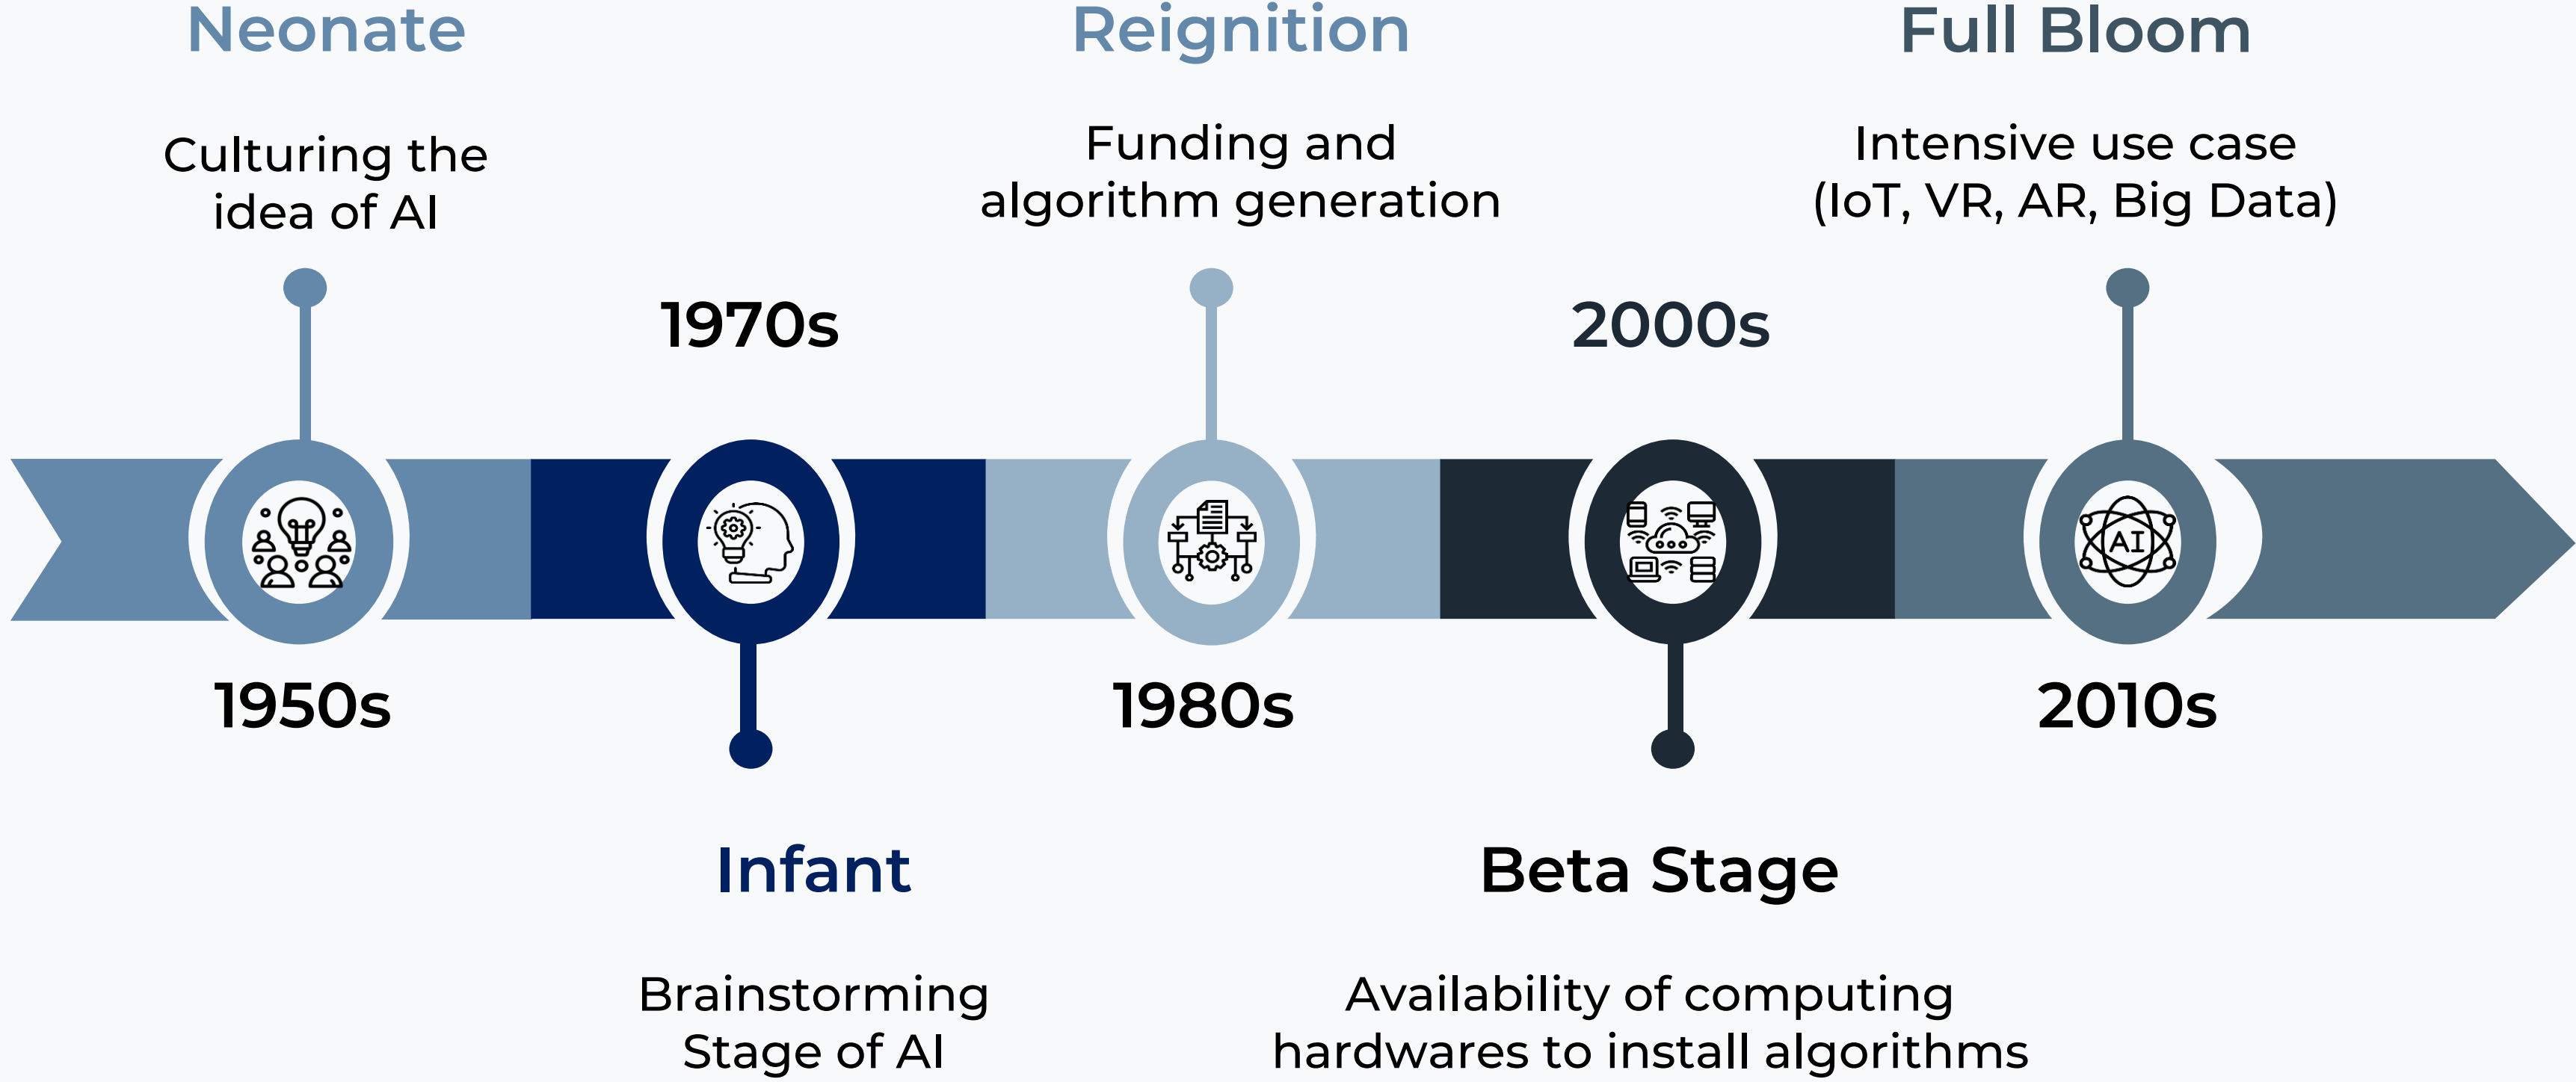 Neonate
Culturing the
idea of AI
1950s
1970s
Infant
Brainstorming
Stage of AI
Reignition
Funding and
algorithm generation
1980s
2000s
Beta Stage
Availability of computing
hardwares to install algorithms
Full Bloom
Intensive use case
(IoT, VR, AR, Big Data)
AI
2010s